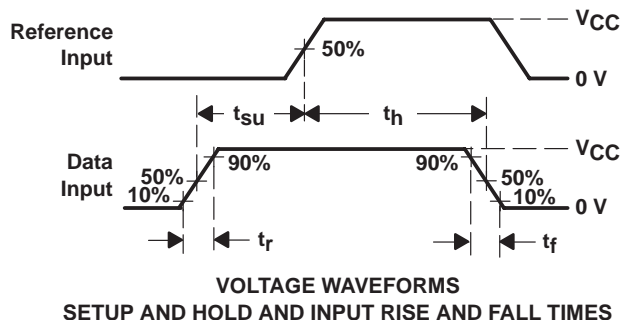 Reference
Input
50%
VCC
0 V
tsu
th
Data
Input
50%
10%
90%
90%
50%
10%
VCC
0 V
tr
tf
VOLTAGE WAVEFORMS
SETUP AND HOLD AND INPUT RISE AND FALL TIMES